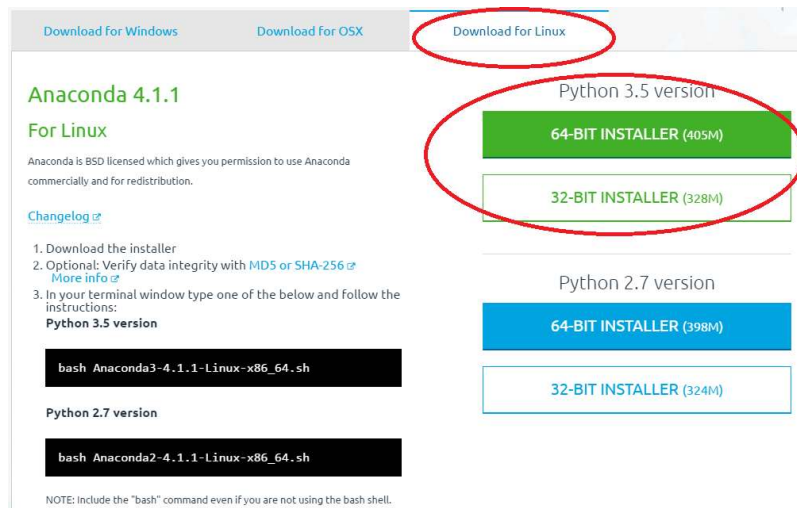 Download for Windows
Download for OSX
Download for Linux
Anaconda 4.1.1
For Linux
Anaconda is BSD licensed which gives you permission to use Anaconda
commercially and for redistribution.
Changelog
1. Download the installer
2. Optional: Verify data integrity with MD5 or SHA-256
More info
3. In your terminal window type one of the below and follow the
instructions:
Python 3.5 version
bash Anaconda3-4.1.1-Linux-x86_64.sh
Python 2.7 version
bash Anaconda2-4.1.1-Linux-x86_64.sh
NOTE: Include the "bash" command even if you are not using the bash shell.
Python 3.5 version
64-BIT INSTALLER (405M)
32-BIT INSTALLER (328M)
Python 2.7 version
64-BIT INSTALLER (398M)
32-BIT INSTALLER (324M)